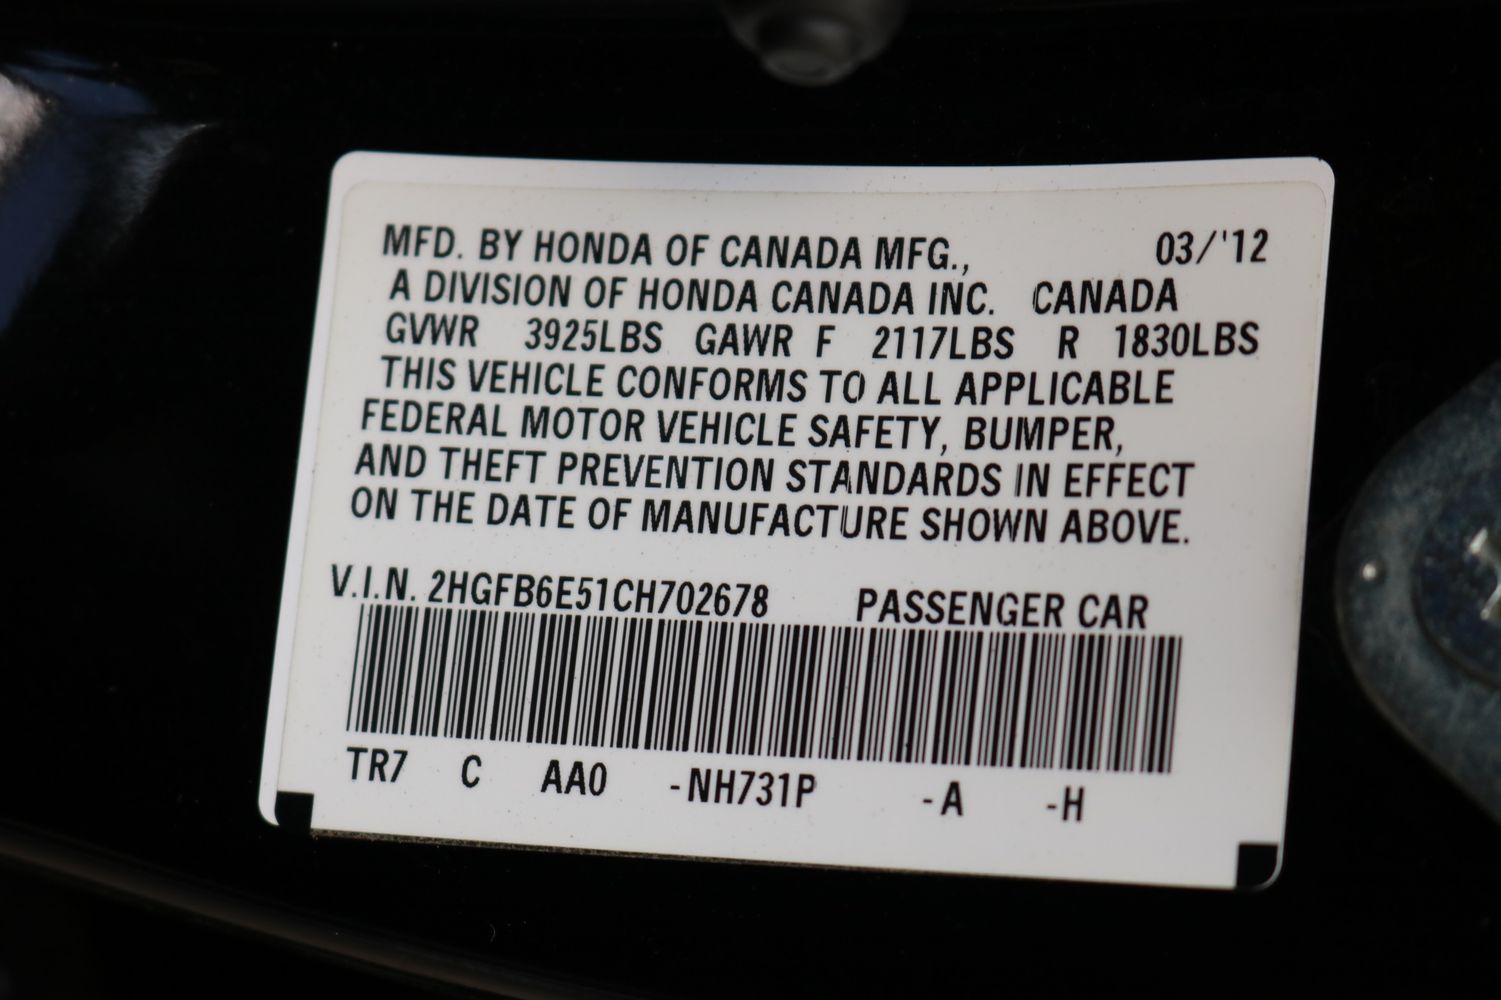 MFD. BY HONDA OF CANADA MFG., 03/'12
A DIVISION OF HONDA CANADA INC. CANADA
GVWR 3925LBS GAWR F 2117LBS R 1830LBS
THIS VEHICLE CONFORMS TO ALL APPLICABLE
FEDERAL MOTOR VEHICLE SAFETY, BUMPER,
AND THEFT PREVENTION STANDARDS IN EFFECT
ON THE DATE OF MANUFACTURE SHOWN ABOVE.
V.I.N. 2HGFB6E51CH702678 PASSENGER CAR
TR7 C AA0 -NH731P -A -H